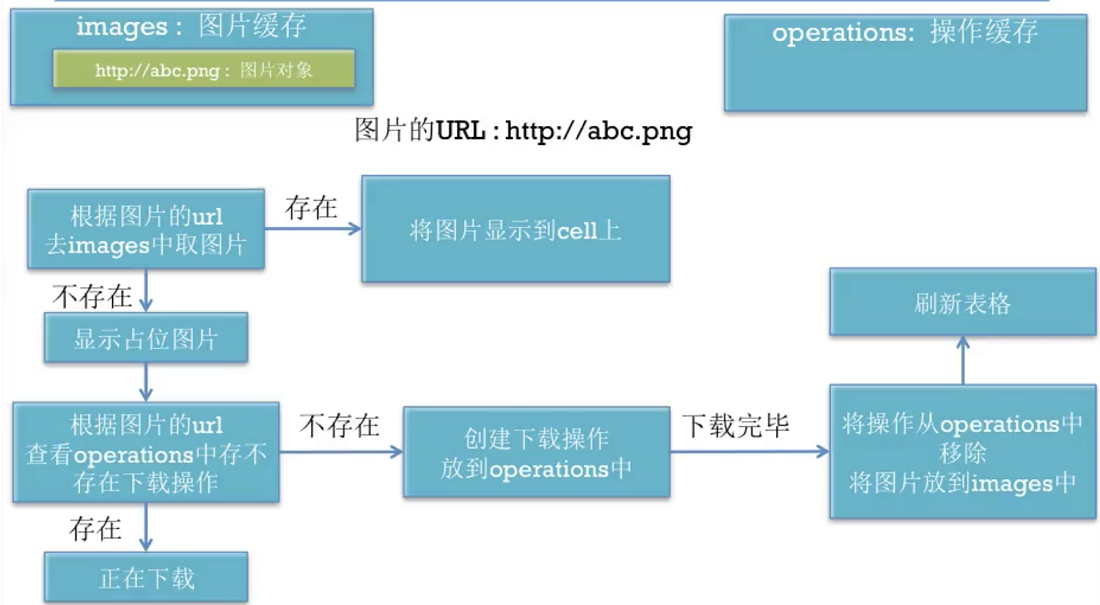 images : 图片缓存
http://abc.png : 图片对象
operations: 操作缓存
图片的URL : http://abc.png
根据图片的url
去images中取图片
存在
将图片显示到cell上
不存在
显示占位图片
根据图片的url
查看operations中存不
存在下载操作
不存在
创建下载操作
放到operations中
下载完毕
将操作从operations中
移除
将图片放到images中
刷新表格
存在
正在下载